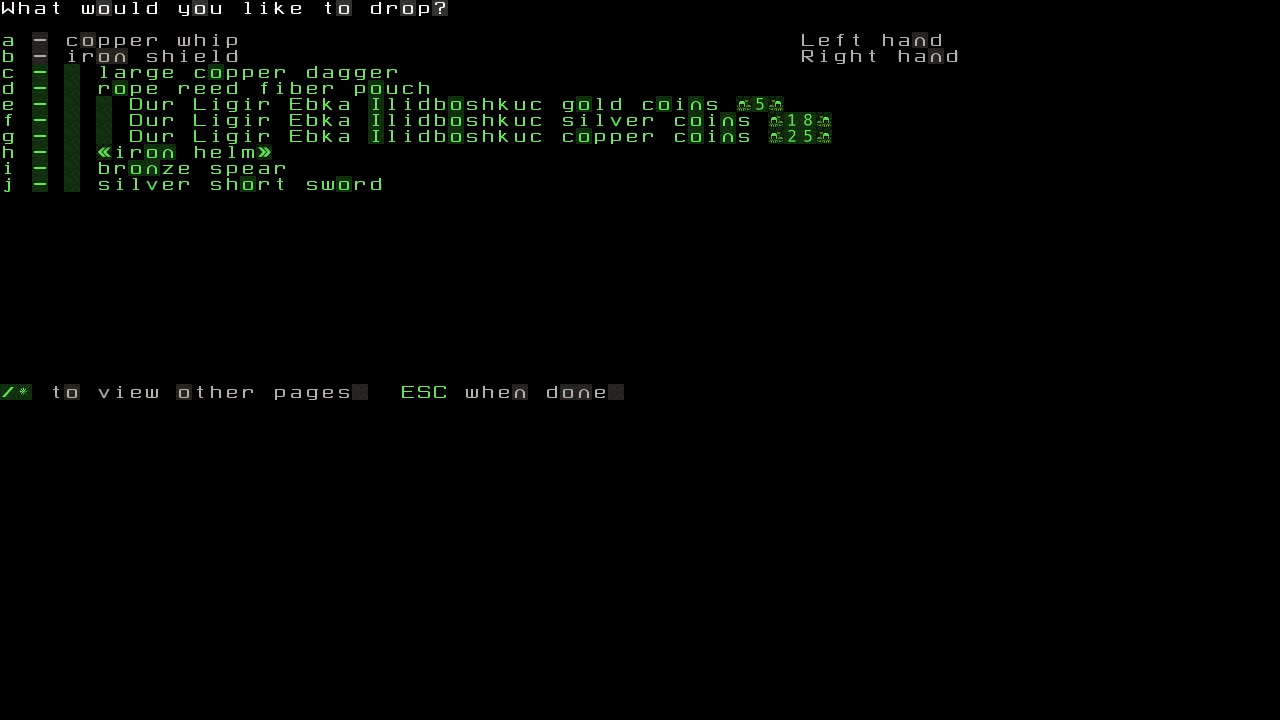 What would you like to drop?
a - copper whip Left hand
b - iron shield Right hand
c - large copper dagger
d - rope reed fiber pouch
e - Dur Ligir Ebka Ilidboshkuc gold coins 5
f - Dur Ligir Ebka Ilidboshkuc silver coins 18
g - Dur Ligir Ebka Ilidboshkuc copper coins 25
h - «iron helm»
i - bronze spear
j - silver short sword
/* to view other pages ESC when done